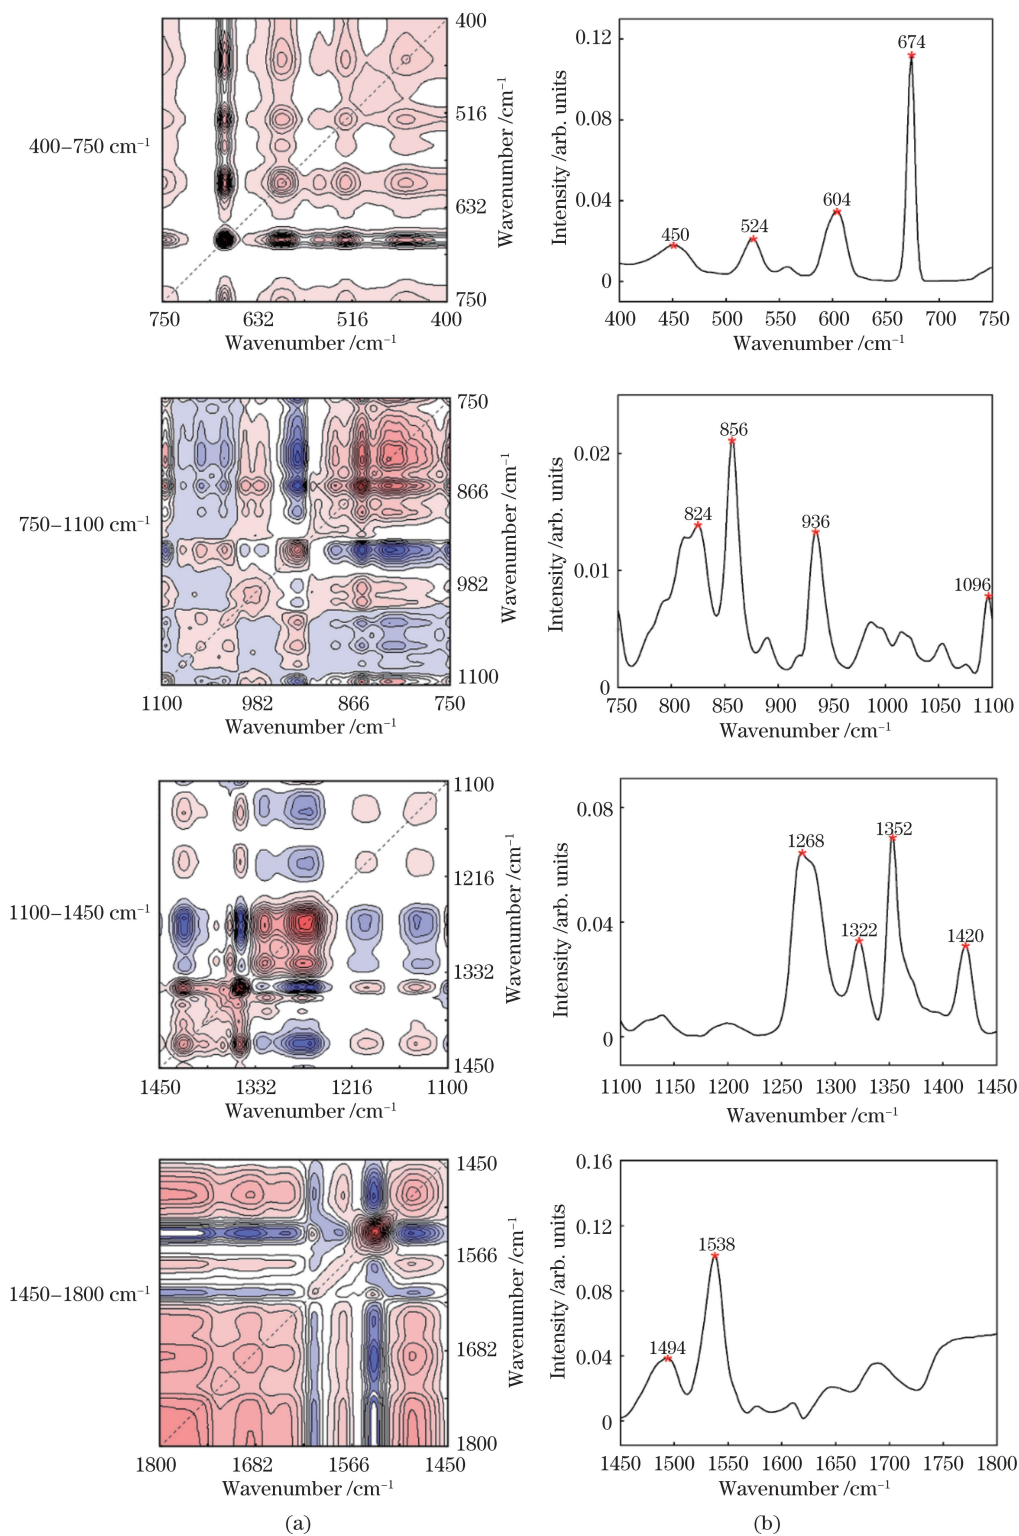 400
516
632
750
Wavenumber /cm⁻¹
400–750 cm⁻¹
750 632 516 400
Wavenumber /cm⁻¹
0.12
0.08
0.04
0
Intensity /arb. units
450 524 604 674
400 450 500 550 600 650 700 750
Wavenumber /cm⁻¹
750
866
982
1100
Wavenumber /cm⁻¹
750–1100 cm⁻¹
1100 982 866 750
Wavenumber /cm⁻¹
0.02
0.01
0
Intensity /arb. units
824 856 936 1096
750 800 850 900 950 1000 1050 1100
Wavenumber /cm⁻¹
1100
1216
1332
1450
Wavenumber /cm⁻¹
1100–1450 cm⁻¹
1450 1332 1216 1100
Wavenumber /cm⁻¹
0.08
0.04
0
Intensity /arb. units
1268 1322 1352 1420
1100 1150 1200 1250 1300 1350 1400 1450
Wavenumber /cm⁻¹
1450
1566
1682
1800
Wavenumber /cm⁻¹
1450–1800 cm⁻¹
1800 1682 1566 1450
Wavenumber /cm⁻¹
0.16
0.12
0.08
0.04
0
Intensity /arb. units
1494 1538
1450 1500 1550 1600 1650 1700 1750 1800
Wavenumber /cm⁻¹
(a) (b)